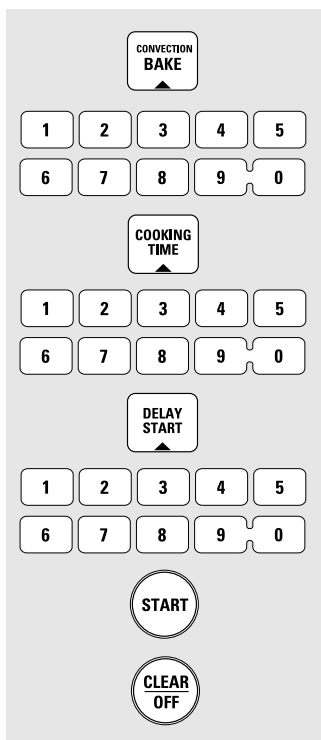 CONVECTION
BAKE
1 2 3 4 5
6 7 8 9 0
COOKING
TIME
1 2 3 4 5
6 7 8 9 0
DELAY
START
1 2 3 4 5
6 7 8 9 0
START
CLEAR
OFF